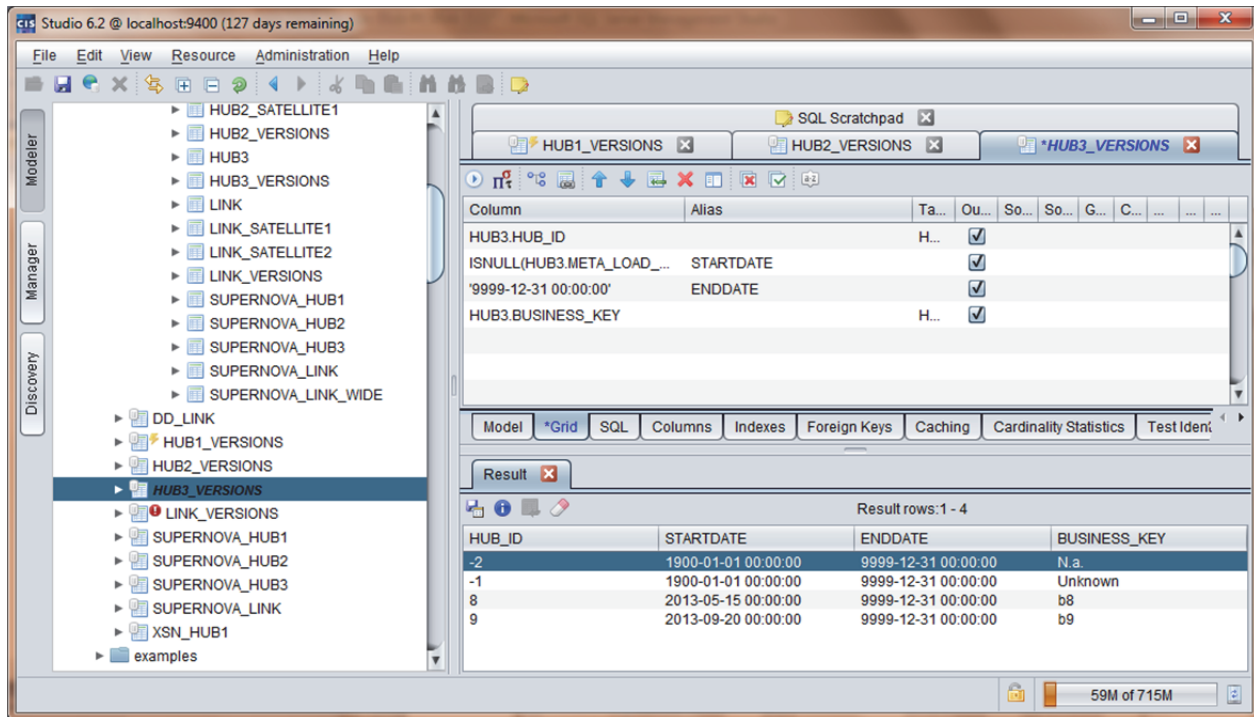 CIS Studio 6.2 @ localhost:9400 (127 days remaining)
File Edit View Resource Administration Help
Modeler
Manager
Discovery
HUB2_SATELLITE1
HUB2_VERSIONS
HUB3
HUB3_VERSIONS
LINK
LINK_SATELLITE1
LINK_SATELLITE2
LINK_VERSIONS
SUPERNOVA_HUB1
SUPERNOVA_HUB2
SUPERNOVA_HUB3
SUPERNOVA_LINK
SUPERNOVA_LINK_WIDE
DD_LINK
HUB1_VERSIONS
HUB2_VERSIONS
HUB3_VERSIONS
LINK_VERSIONS
SUPERNOVA_HUB1
SUPERNOVA_HUB2
SUPERNOVA_HUB3
SUPERNOVA_LINK
XSN_HUB1
examples
SQL Scratchpad
HUB1_VERSIONS HUB2_VERSIONS *HUB3_VERSIONS
Column Alias Ta... Ou... So... So... G... C... ... ... ...
HUB3.HUB_ID H...
ISNULL(HUB3.META_LOAD_... STARTDATE
'9999-12-31 00:00:00' ENDDATE
HUB3.BUSINESS_KEY H...
Model *Grid SQL Columns Indexes Foreign Keys Caching Cardinality Statistics Test Iden
Result
Result rows:1 - 4
HUB_ID STARTDATE ENDDATE BUSINESS_KEY
-2 1900-01-01 00:00:00 9999-12-31 00:00:00 N.a.
-1 1900-01-01 00:00:00 9999-12-31 00:00:00 Unknown
8 2013-05-15 00:00:00 9999-12-31 00:00:00 b8
9 2013-09-20 00:00:00 9999-12-31 00:00:00 b9
59M of 715M